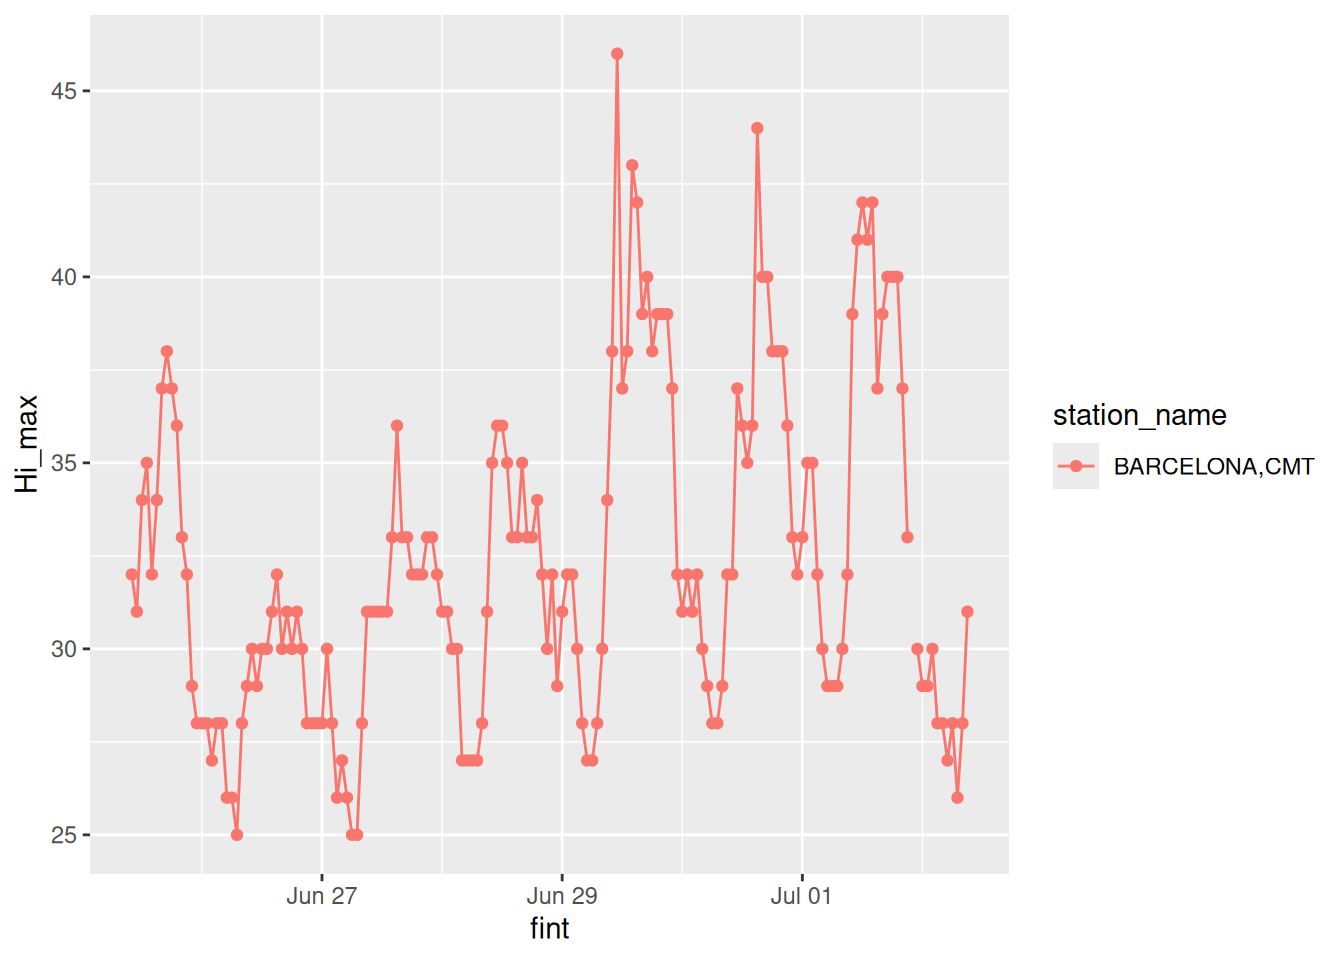 45
40
35
30
25
Hi_max
Jun 27
Jun 29
Jul 01
fint
station_name
BARCELONA,CMT